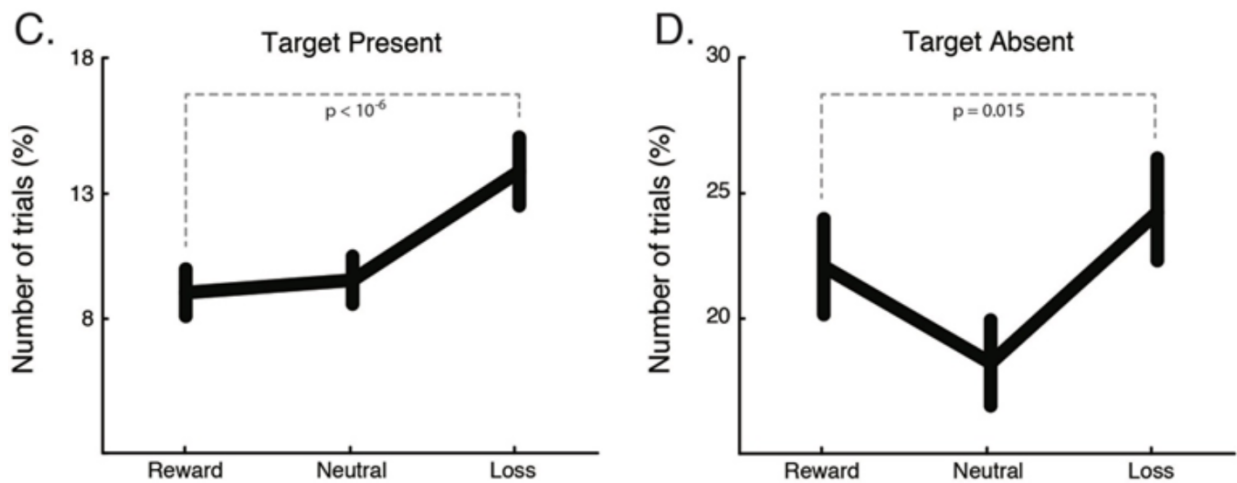 C.
Target Present
18
13
8
Number of trials (%)
p < 10⁻⁶
Reward Neutral Loss
D.
Target Absent
30
25
20
Number of trials (%)
p = 0.015
Reward Neutral Loss